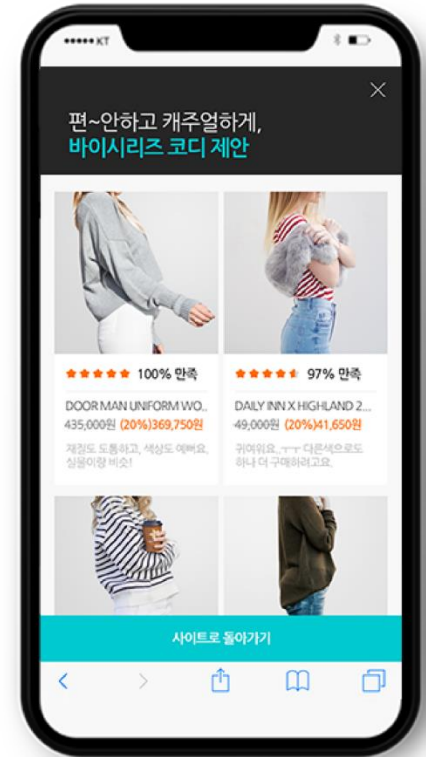 KT
편~안하고 캐주얼하게,
바이시리즈 코디 제안
100% 만족
97% 만족
DOOR MAN UNIFORM WO..
DAILY INN X HIGHLAND 2...
435,000원 (20%)369,750원
49,000원 (20%)41,650원
재질도 도톰하고, 색상도 예뻐요.
실물이랑 비슷!
귀여워요..ㅜㅜ 다른색으로도
하나 더 구매하려고요.
사이트로 돌아가기